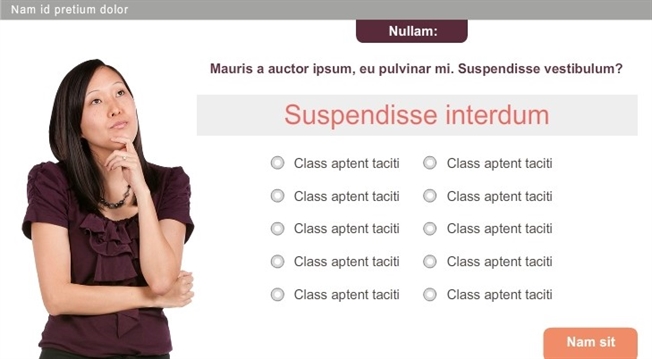 Nam id pretium dolor
Nullam:
Mauris a auctor ipsum, eu pulvinar mi. Suspendisse vestibulum?
Suspendisse interdum
Class aptent taciti Class aptent taciti
Class aptent taciti Class aptent taciti
Class aptent taciti Class aptent taciti
Class aptent taciti Class aptent taciti
Class aptent taciti Class aptent taciti
Nam sit